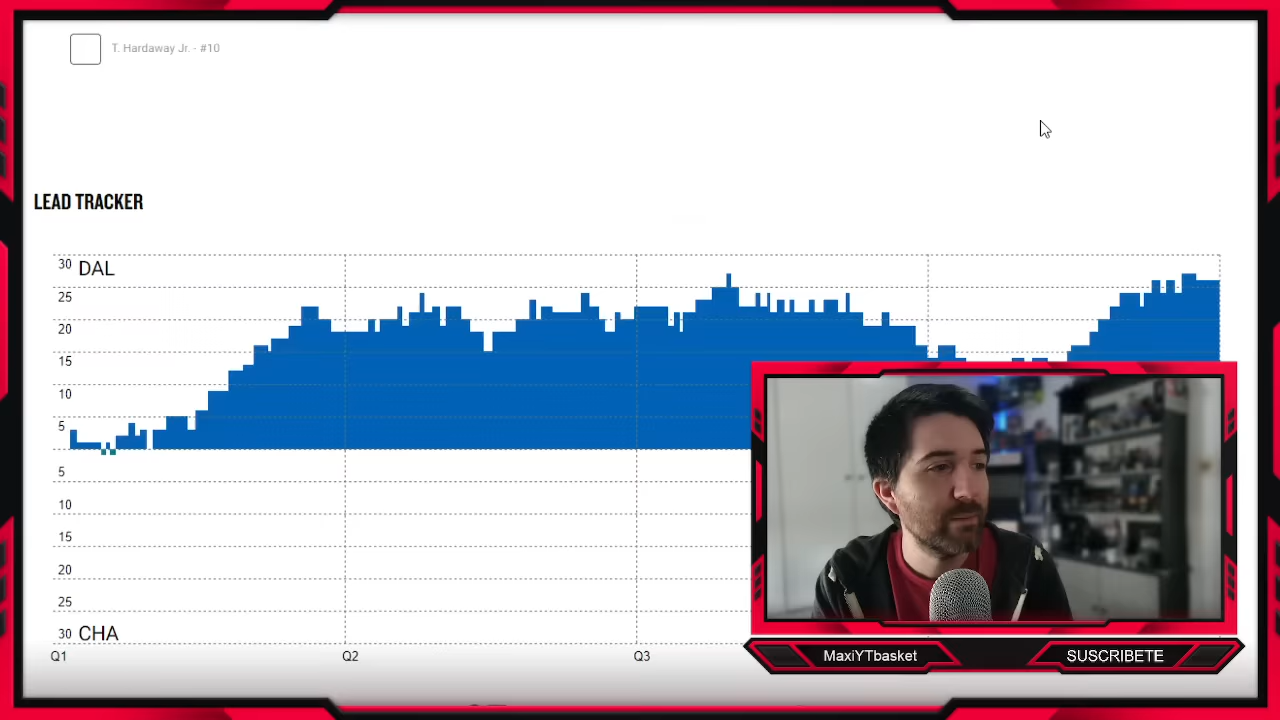 T. Hardaway Jr. - #10
LEAD TRACKER
30 DAL
25
20
15
10
5
5
10
15
20
25
30 CHA
Q1 Q2 Q3
MaxiYTbasket SUSCRIBETE